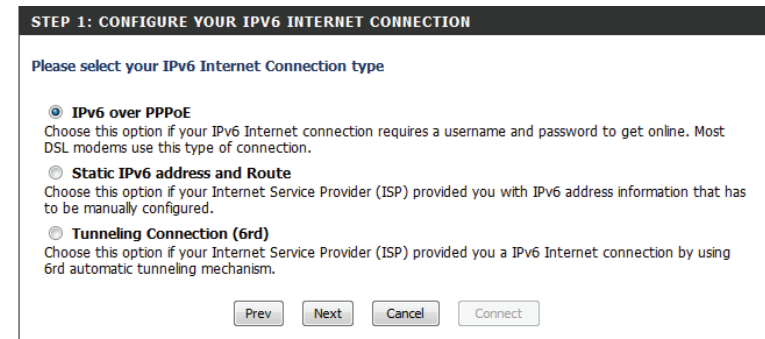 STEP 1: CONFIGURE YOUR IPV6 INTERNET CONNECTION
Please select your IPv6 Internet Connection type
IPv6 over PPPoE
Choose this option if your IPv6 Internet connection requires a username and password to get online. Most
DSL modems use this type of connection.
Static IPv6 address and Route
Choose this option if your Internet Service Provider (ISP) provided you with IPv6 address information that has
to be manually configured.
Tunneling Connection (6rd)
Choose this option if your Internet Service Provider (ISP) provided you a IPv6 Internet connection by using
6rd automatic tunneling mechanism.
Prev Next Cancel Connect